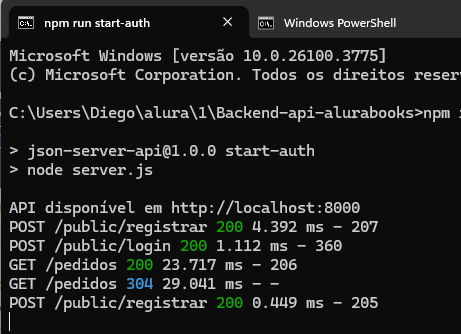 npm run start-auth
Windows PowerShell
Microsoft Windows [versão 10.0.26100.3775]
(c) Microsoft Corporation. Todos os direitos
C:\Users\Diego\alura\1\Backend-api-alurabooks>npm
> json-server-api@1.0.0 start-auth
> node server.js
API disponível em http://localhost:8000
POST /public/registrar 200 4.392 ms - 207
POST /public/login 200 1.112 ms - 360
GET /pedidos 200 23.717 ms - 206
GET /pedidos 304 29.041 ms - -
POST /public/registrar 200 0.449 ms - 205